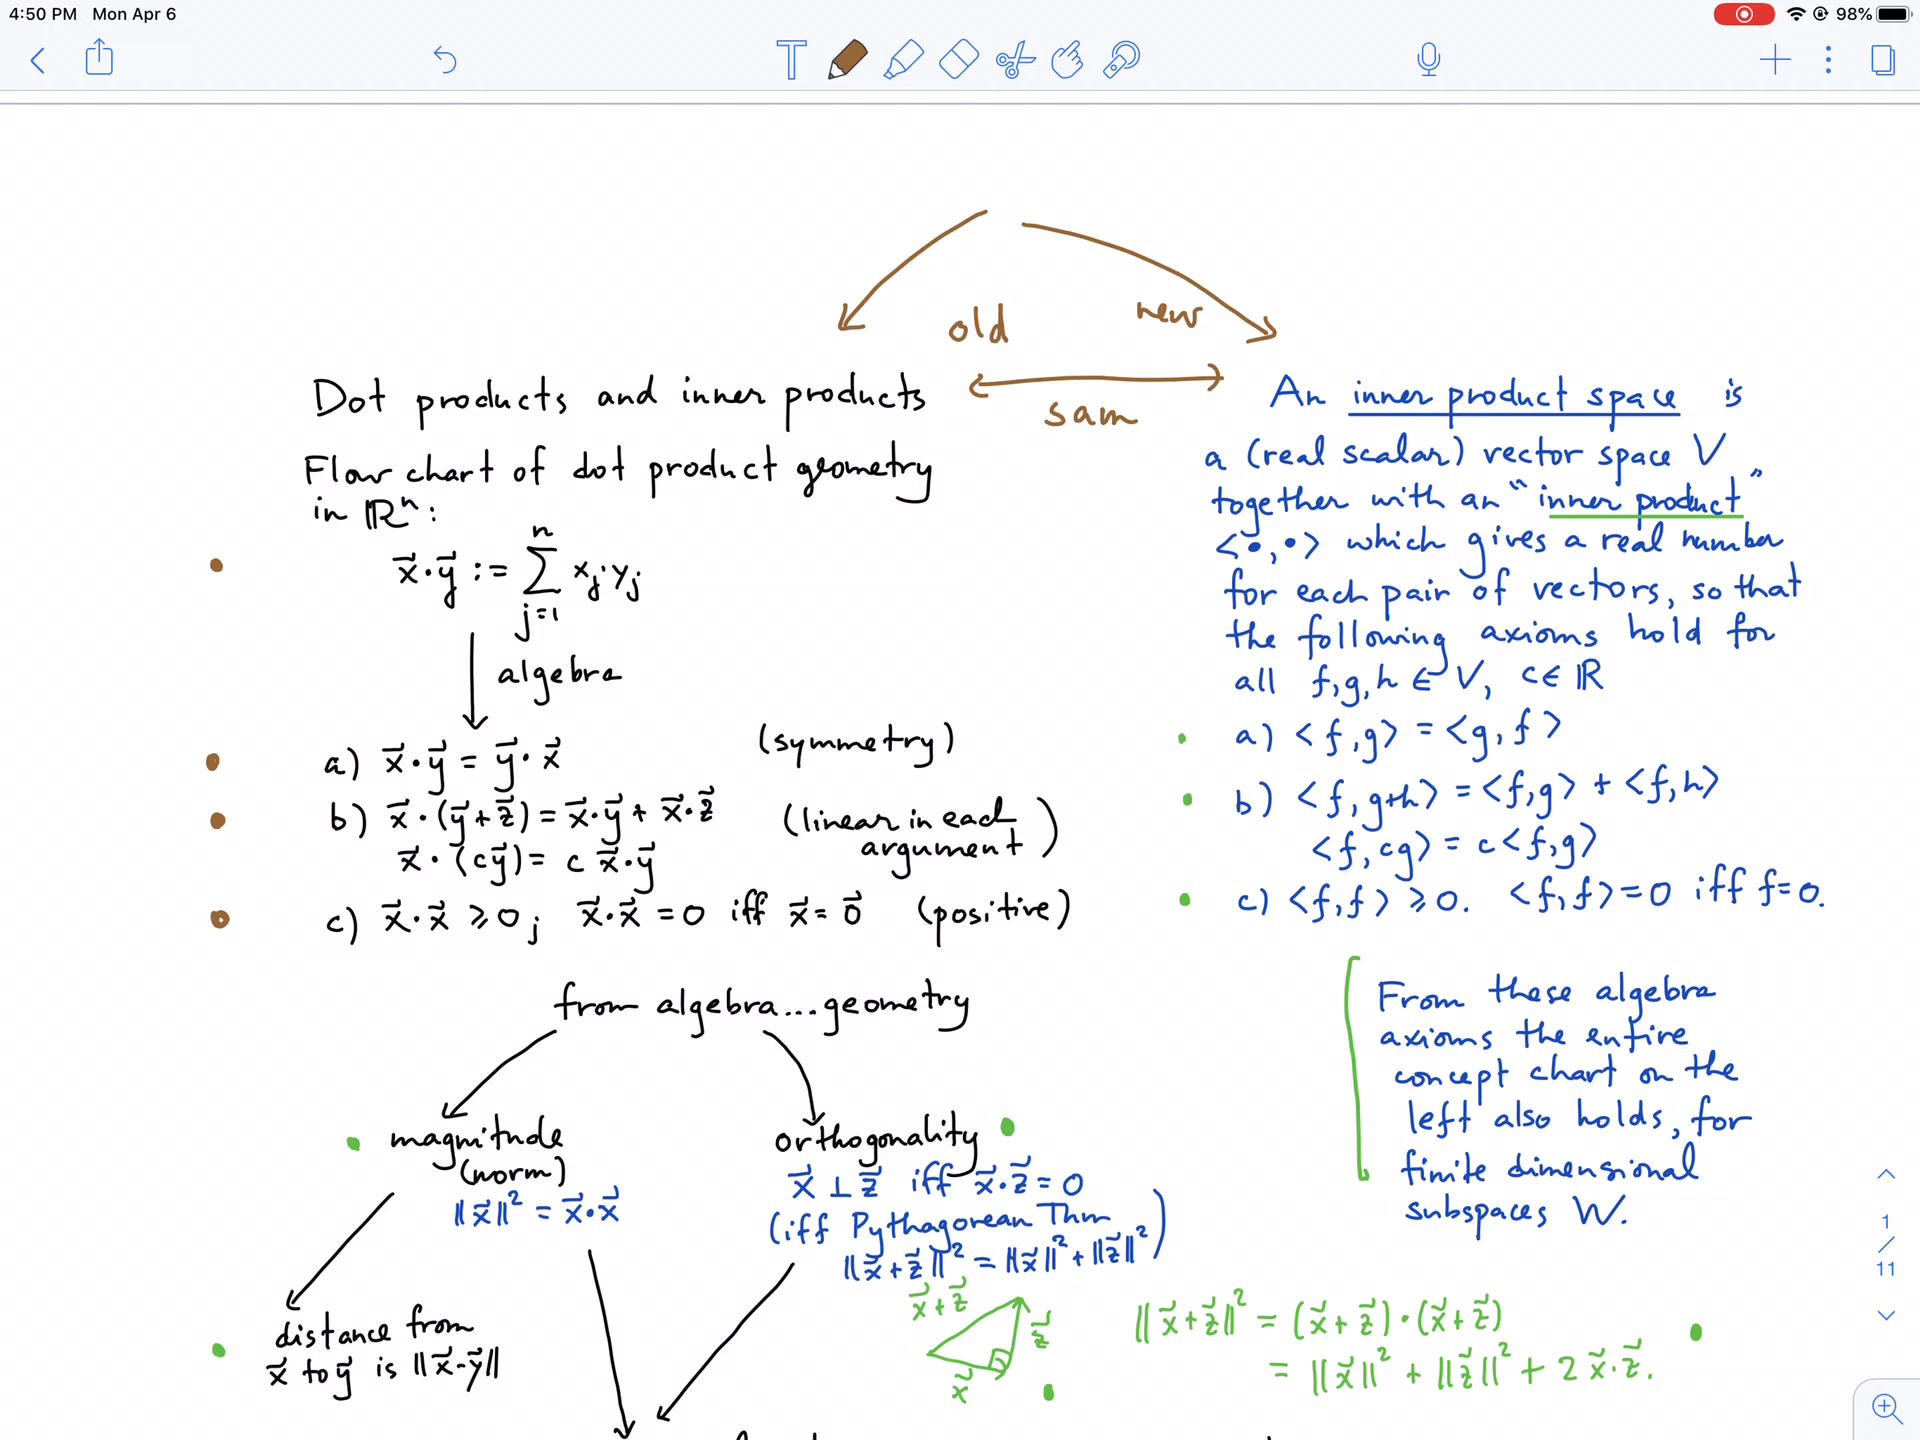 4:50 PM Mon Apr 6
98%
old
new
sam
Dot products and inner products
Flow chart of dot product geometry
in ℝⁿ:
x⃗·y⃗ := ∑_{j=1}^{n} xⱼyⱼ
algebra
a) x⃗·y⃗ = y⃗·x⃗ (symmetry)
b) x⃗·(y⃗+z⃗) = x⃗·y⃗ + x⃗·z⃗ (linear in each
x⃗·(cy⃗) = c x⃗·y⃗ argument)
c) x⃗·x⃗ ≥ 0; x⃗·x⃗ = 0 iff x⃗ = 0⃗ (positive)
from algebra...geometry
magnitude
(norm)
‖x⃗‖² = x⃗·x⃗
orthogonality
x⃗ ⊥ z⃗ iff x⃗·z⃗ = 0
(iff Pythagorean Thm
‖x⃗+z⃗‖² = ‖x⃗‖² + ‖z⃗‖²)
distance from
x⃗ to y⃗ is ‖x⃗-y⃗‖
x⃗+z⃗
z⃗
x⃗
‖x⃗+z⃗‖² = (x⃗+z⃗)·(x⃗+z⃗)
= ‖x⃗‖² + ‖z⃗‖² + 2 x⃗·z⃗.
An inner product space is
a (real scalar) vector space V
together with an "inner product"
<•,•> which gives a real number
for each pair of vectors, so that
the following axioms hold for
all f,g,h ∈ V, c ∈ ℝ
a) <f,g> = <g,f>
b) <f,g+h> = <f,g> + <f,h>
<f,cg> = c<f,g>
c) <f,f> ≥ 0. <f,f> = 0 iff f=0.
From these algebra
axioms the entire
concept chart on the
left also holds, for
finite dimensional
subspaces W.
1
/
11